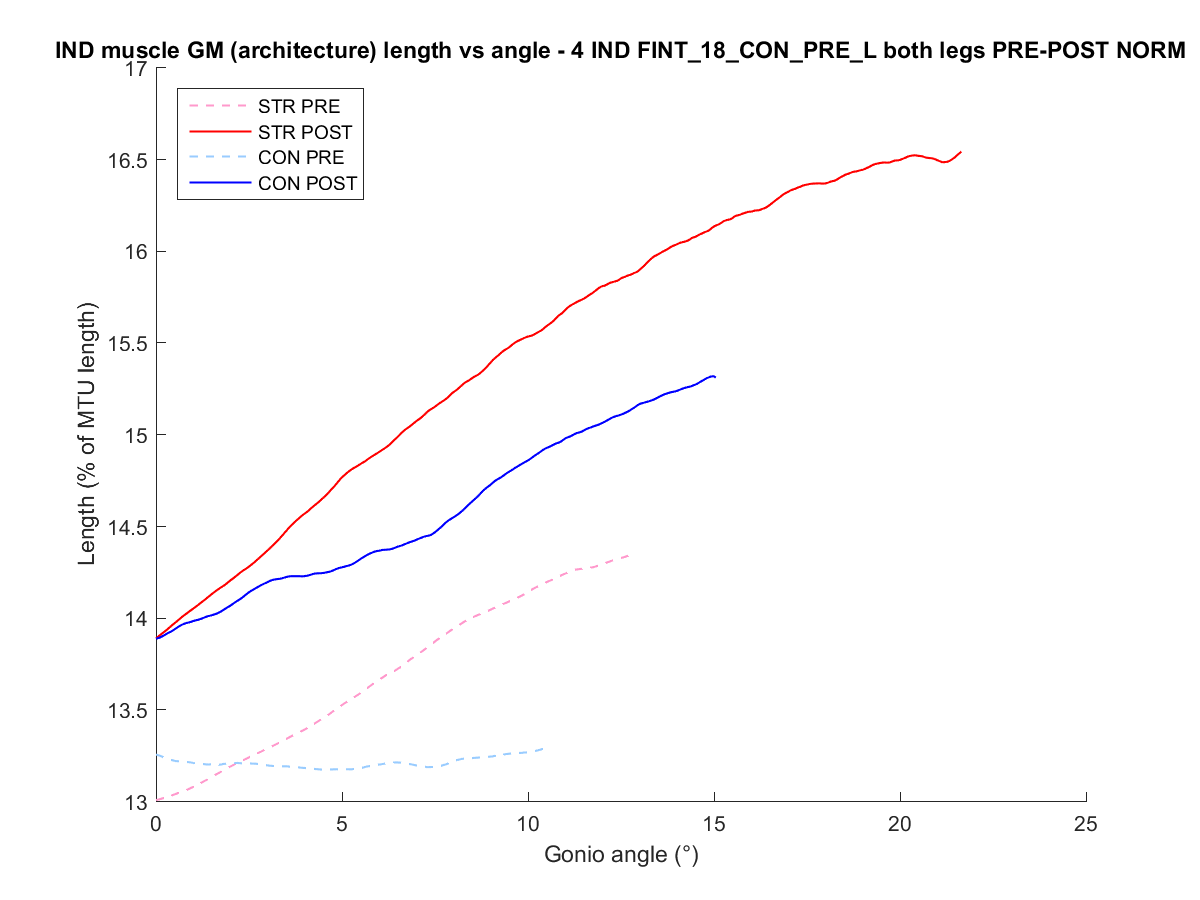 IND muscle GM (architecture) length vs angle - 4 IND FINT_18_CON_PRE_L both legs PRE-POST NORM
17
16.5
16
15.5
15
14.5
14
13.5
13
Length (% of MTU length)
STR PRE
STR POST
CON PRE
CON POST
0 5 10 15 20 25
Gonio angle (°)